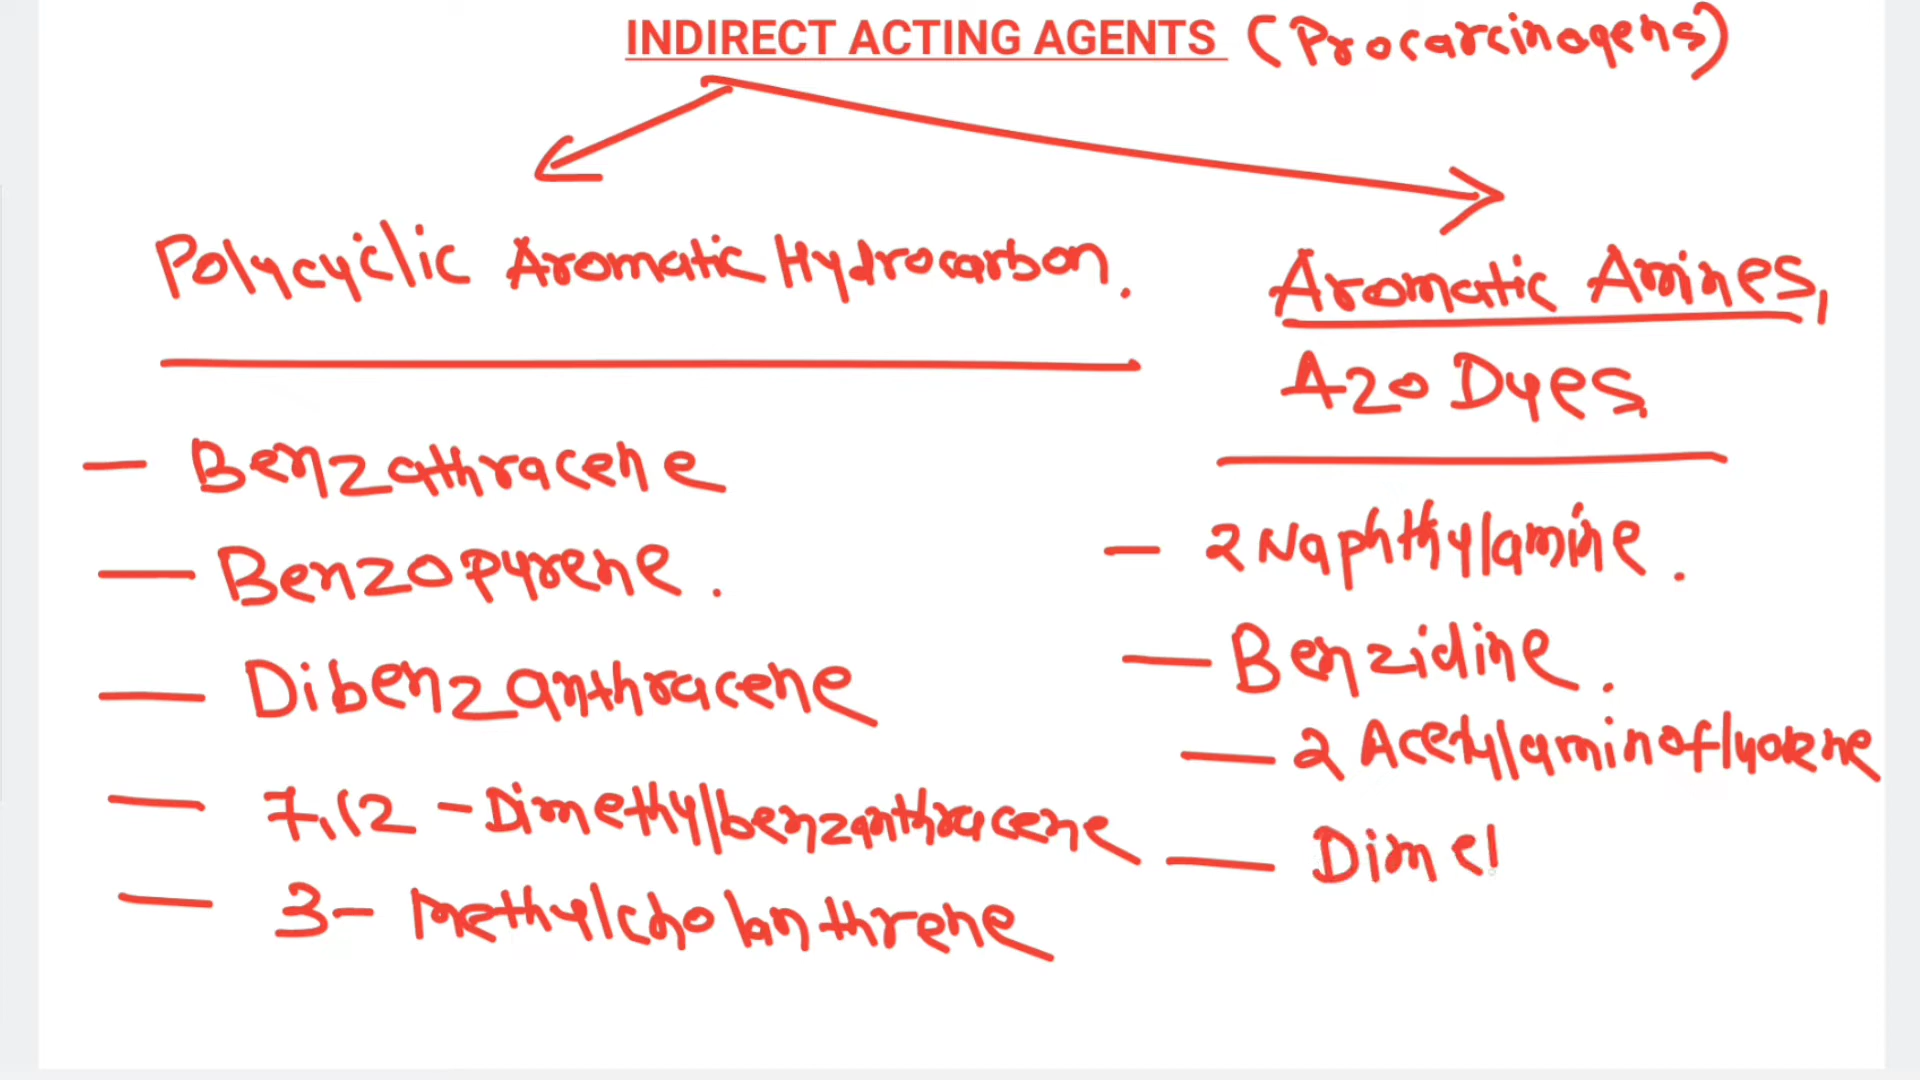 INDIRECT ACTING AGENTS (Procarcinogens)
Polycyclic Aromatic Hydrocarbon.
— Benzathracene
— Benzopyrene.
— Dibenzanthracene
— 7,12 - Dimethylbenzanthracene
— 3- Methylcholanthrene
Aromatic Amines,
Azo Dyes,
— 2 Naphthylamine.
— Benzidine.
— 2 Acetylaminofluorene
— Dimel